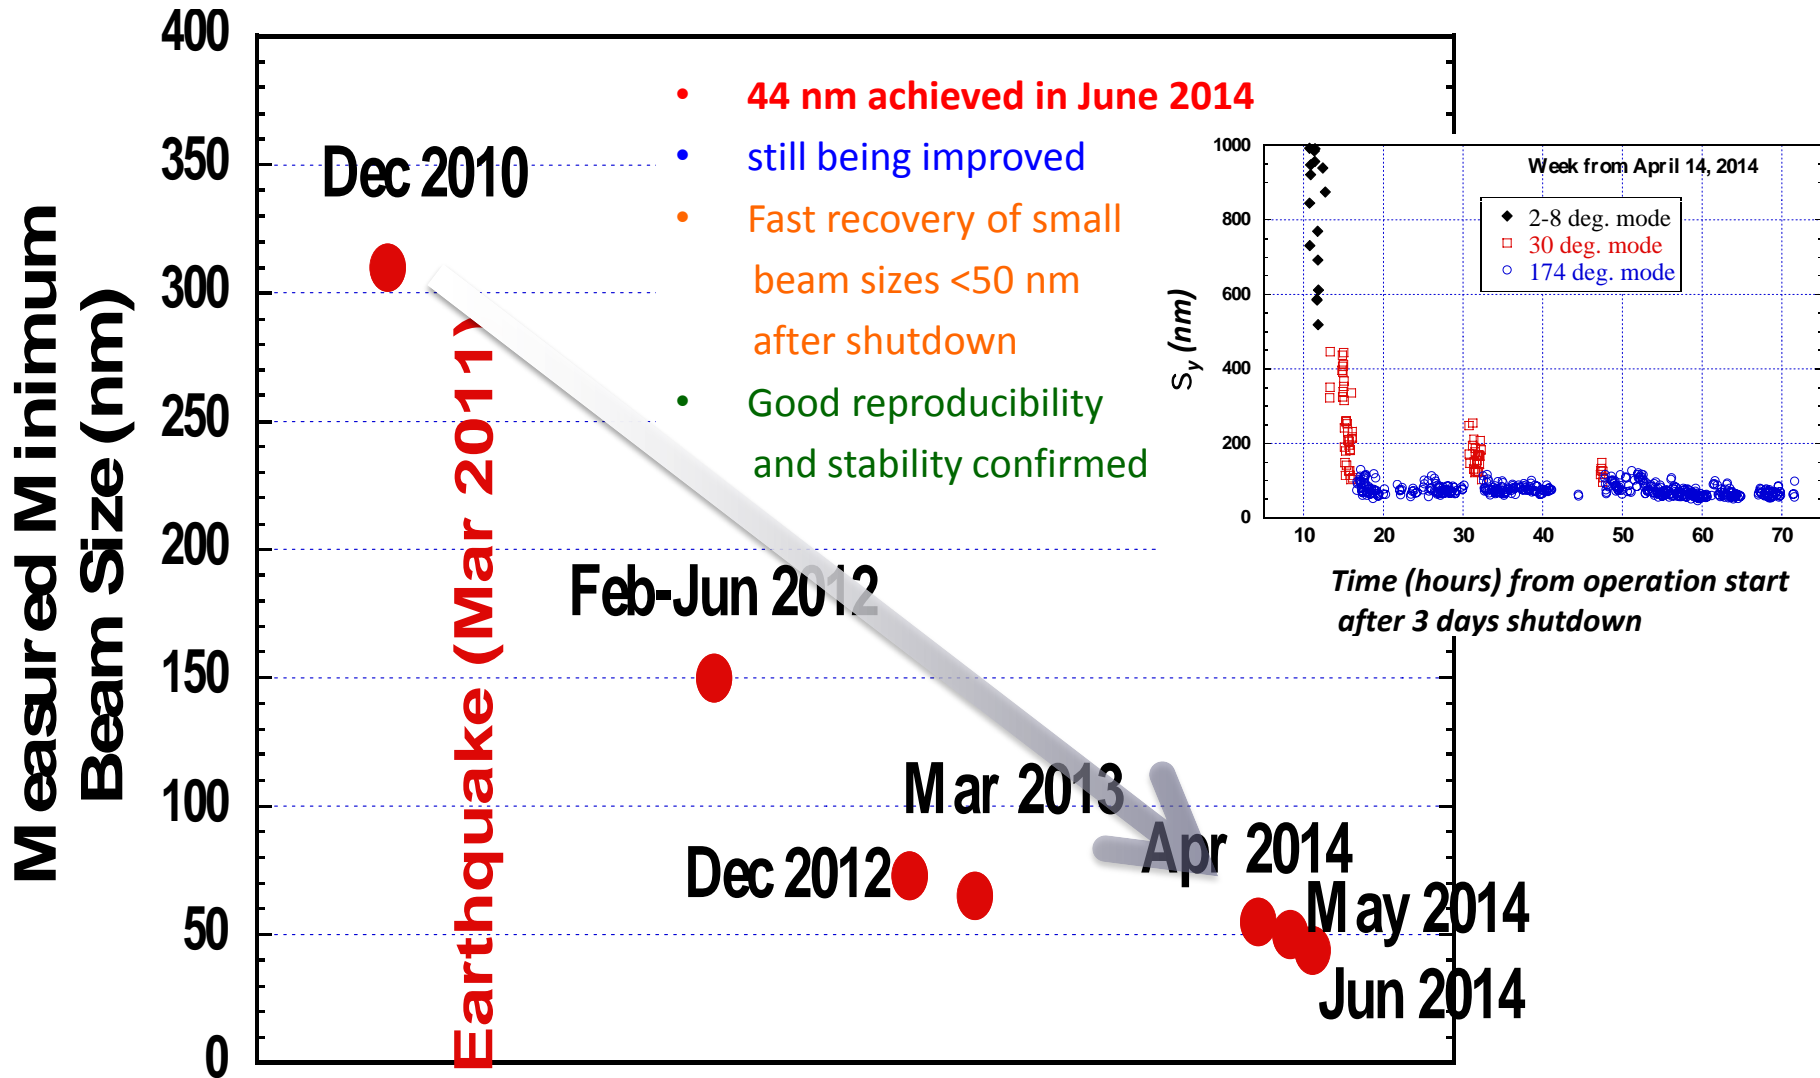 Measured Minimum
Beam Size (nm)
400
350
300
250
200
150
100
50
0
Dec 2010
Earthquake (Mar 2011)
Feb-Jun 2012
Dec 2012
Mar 2013
Apr 2014
May 2014
Jun 2014
• 44 nm achieved in June 2014
• still being improved
• Fast recovery of small
beam sizes <50 nm
after shutdown
• Good reproducibility
and stability confirmed
Week from April 14, 2014
2-8 deg. mode
30 deg. mode
174 deg. mode
Sy (nm)
1000
800
600
400
200
0
10 20 30 40 50 60 70
Time (hours) from operation start
after 3 days shutdown